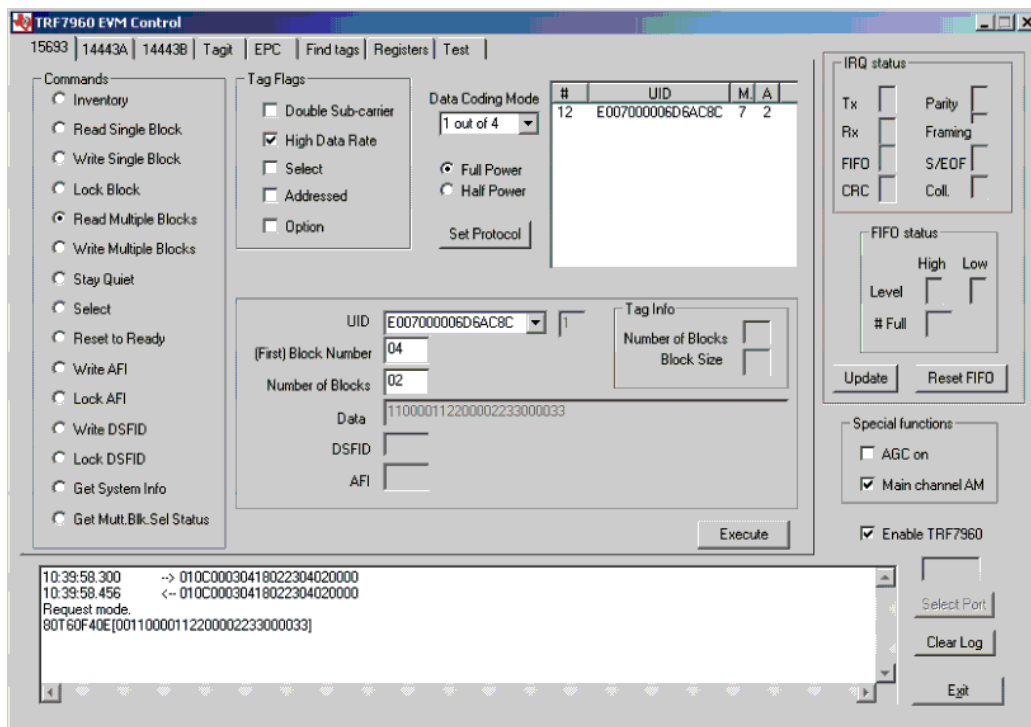 TRF7960 EVM Control
15693 14443A 14443B Tagit EPC Find tags Registers Test
Commands
Inventory
Read Single Block
Write Single Block
Lock Block
Read Multiple Blocks
Write Multiple Blocks
Stay Quiet
Select
Reset to Ready
Write AFI
Lock AFI
Write DSFID
Lock DSFID
Get System Info
Get Mutt.Blk.Sel Status
Tag Flags
Double Sub-carrier
High Data Rate
Select
Addressed
Option
Data Coding Mode
1 out of 4
Full Power
Half Power
Set Protocol
# UID M. A
12 E007000006D6AC8C 7 2
UID E007000006D6AC8C 1
(First) Block Number 04
Number of Blocks 02
Data 110000112200002233000033
DSFID
AFI
Tag Info
Number of Blocks
Block Size
Execute
IRQ status
Tx Parity
Rx Framing
FIFO S/EOF
CRC Coll.
FIFO status
High Low
Level
# Full
Update Reset FIFO
Special functions
AGC on
Main channel AM
Enable TRF7960
Select Port
Clear Log
Exit
10:39:58.300 --> 010C00030418022304020000
10:39:58.456 <-- 010C00030418022304020000
Request mode.
80T60F40E[00110000112200002233000033]